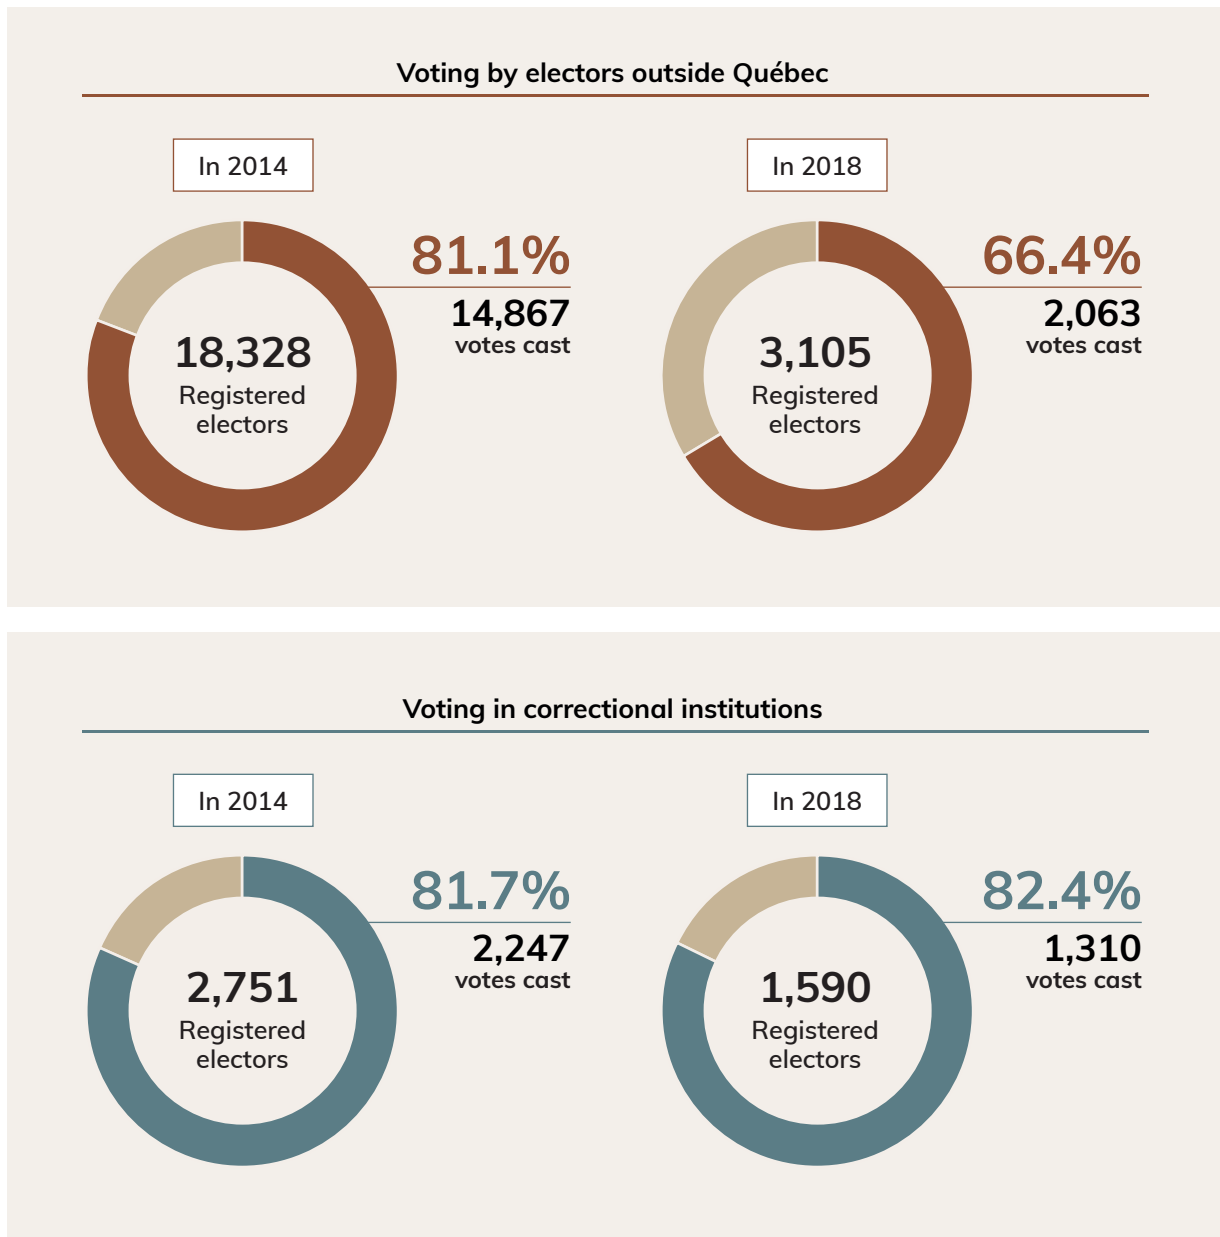 Voting by electors outside Québec
In 2014
81.1%
14,867
votes cast
18,328
Registered
electors
In 2018
66.4%
2,063
votes cast
3,105
Registered
electors
Voting in correctional institutions
In 2014
81.7%
2,247
votes cast
2,751
Registered
electors
In 2018
82.4%
1,310
votes cast
1,590
Registered
electors